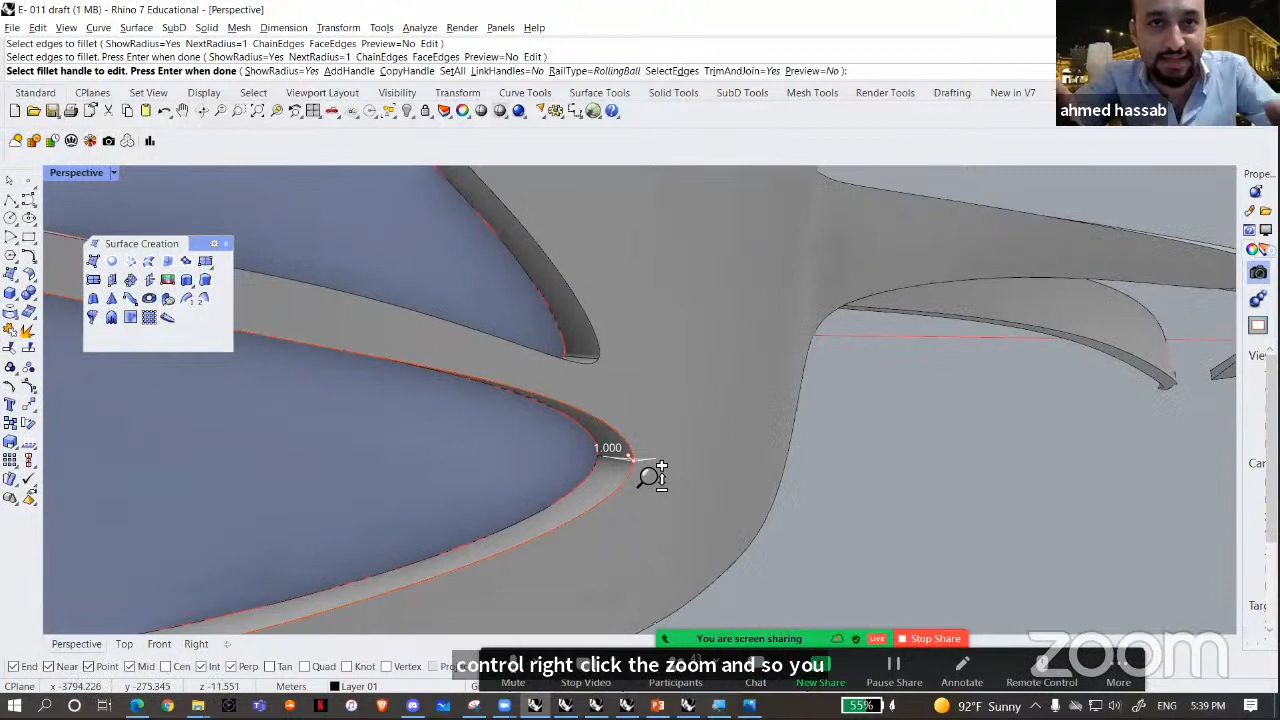 E- 011 draft (1 MB) - Rhino 7 Educational - [Perspective]
File Edit View Curve Surface SubD Solid Mesh Dimension Transform Tools Analyze Render Panels Help
Select edges to fillet ( ShowRadius=Yes NextRadius=1 ChainEdges FaceEdges Preview=No Edit )
Select edges to fillet. Press Enter when done ( ShowRadius=Yes NextRadius=1 ChainEdges FaceEdges Preview=No Edit )
Select fillet handle to edit. Press Enter when done ( ShowRadius=Yes AddHandle CopyHandle SetAll LinkHandles=No RailType=RollingBall SelectEdges TrimAndJoin=Yes Preview=No ):
Standard CPlanes Set View Display Select Viewport Layout Visibility Transform Curve Tools Surface Tools Solid Tools SubD Tools Mesh Tools Render Tools Drafting New in V7
ahmed hassab
Perspective
Prope...
Surface Creation
1 2
1.000
Vie
Car
Targ
Perspective Top Front Right
You are screen sharing LIVE Stop Share
zoom
control right click the zoom and so you
End Near Point Mid Cen Int Perp Tan Quad Knot Vertex
Mute Stop Video Participants Chat New Share Pause Share Annotate Remote Control More
CPlane x -3794.226 y -275.345 z -11.551 Meters Layer 01
55% 92°F Sunny ENG 5:39 PM